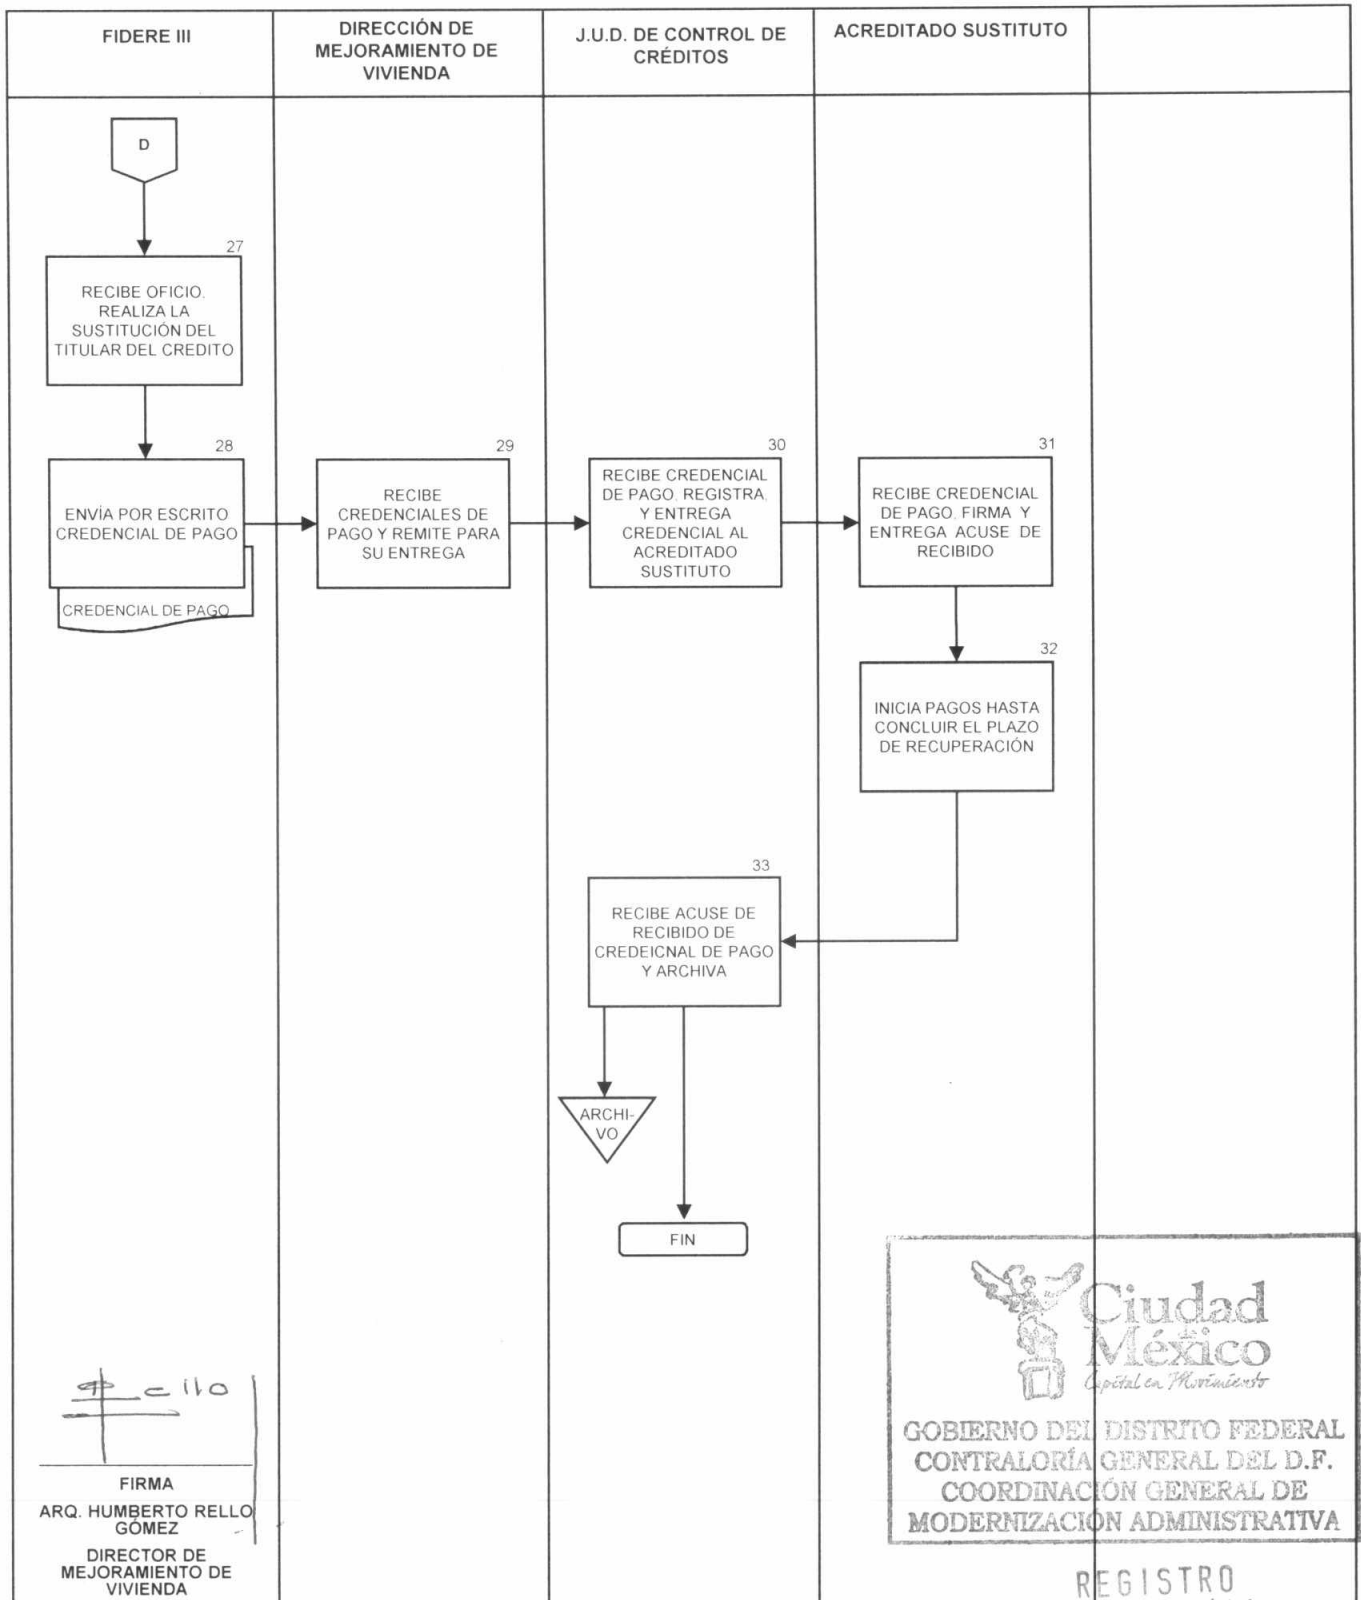 FIDERE III
DIRECCIÓN DE
MEJORAMIENTO DE
VIVIENDA
J.U.D. DE CONTROL DE
CRÉDITOS
ACREDITADO SUSTITUTO
D
27
RECIBE OFICIO.
REALIZA LA
SUSTITUCIÓN DEL
TITULAR DEL CREDITO
28
ENVÍA POR ESCRITO
CREDENCIAL DE PAGO
CREDENCIAL DE PAGO
29
RECIBE
CREDENCIALES DE
PAGO Y REMITE PARA
SU ENTREGA
30
RECIBE CREDENCIAL
DE PAGO. REGISTRA.
Y ENTREGA
CREDENCIAL AL
ACREDITADO
SUSTITUTO
31
RECIBE CREDENCIAL
DE PAGO. FIRMA Y
ENTREGA ACUSE DE
RECIBIDO
32
INICIA PAGOS HASTA
CONCLUIR EL PLAZO
DE RECUPERACIÓN
33
RECIBE ACUSE DE
RECIBIDO DE
CREDEICNAL DE PAGO
Y ARCHIVA
ARCHI-
VO
FIN
FIRMA
ARQ. HUMBERTO RELLO
GÓMEZ
DIRECTOR DE
MEJORAMIENTO DE
VIVIENDA
Ciudad
de
México
Capital en Movimiento
GOBIERNO DEL DISTRITO FEDERAL
CONTRALORÍA GENERAL DEL D.F.
COORDINACIÓN GENERAL DE
MODERNIZACIÓN ADMINISTRATIVA
REGISTRO